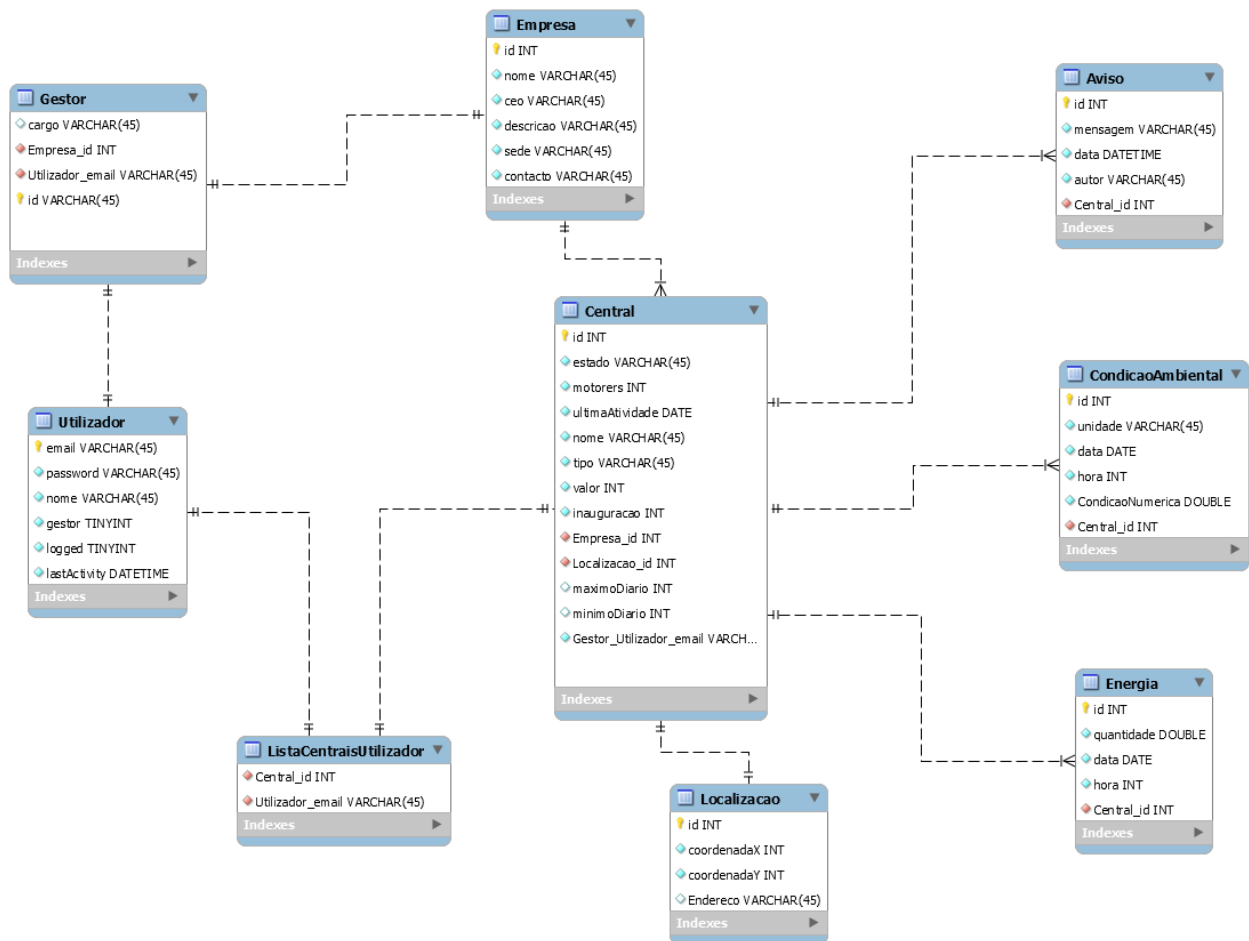 Empresa
id INT
nome VARCHAR(45)
ceo VARCHAR(45)
descricao VARCHAR(45)
sede VARCHAR(45)
contacto VARCHAR(45)
Indexes
Gestor
cargo VARCHAR(45)
Empresa_id INT
Utilizador_email VARCHAR(45)
id VARCHAR(45)
Indexes
Aviso
id INT
mensagem VARCHAR(45)
data DATETIME
autor VARCHAR(45)
Central_id INT
Indexes
Central
id INT
estado VARCHAR(45)
motorers INT
ultimaAtividade DATE
nome VARCHAR(45)
tipo VARCHAR(45)
valor INT
inauguracao INT
Empresa_id INT
Localizacao_id INT
maximoDiario INT
minimoDiario INT
Gestor_Utilizador_email VARCH...
Indexes
CondicaoAmbiental
id INT
unidade VARCHAR(45)
data DATE
hora INT
CondicaoNumerica DOUBLE
Central_id INT
Indexes
Utilizador
email VARCHAR(45)
password VARCHAR(45)
nome VARCHAR(45)
gestor TINYINT
logged TINYINT
lastActivity DATETIME
Indexes
Energia
id INT
quantidade DOUBLE
data DATE
hora INT
Central_id INT
Indexes
ListaCentraisUtilizador
Central_id INT
Utilizador_email VARCHAR(45)
Indexes
Localizacao
id INT
coordenadaX INT
coordenadaY INT
Endereco VARCHAR(45)
Indexes